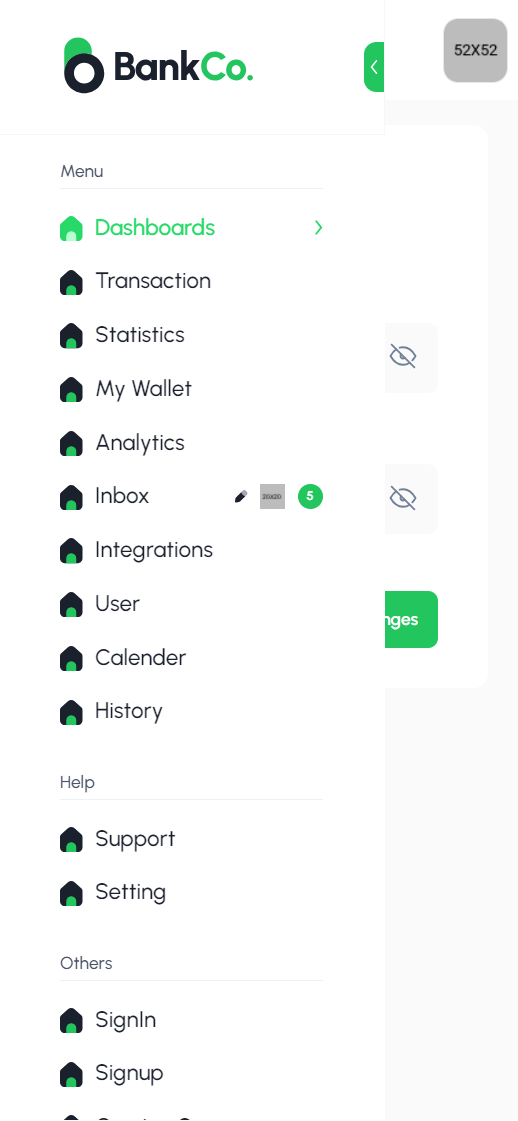 BankCo.
52X52
Menu
Dashboards
Transaction
Statistics
My Wallet
Analytics
Inbox 20X20 5
Integrations
User
nges
Calender
History
Help
Support
Setting
Others
SignIn
Signup